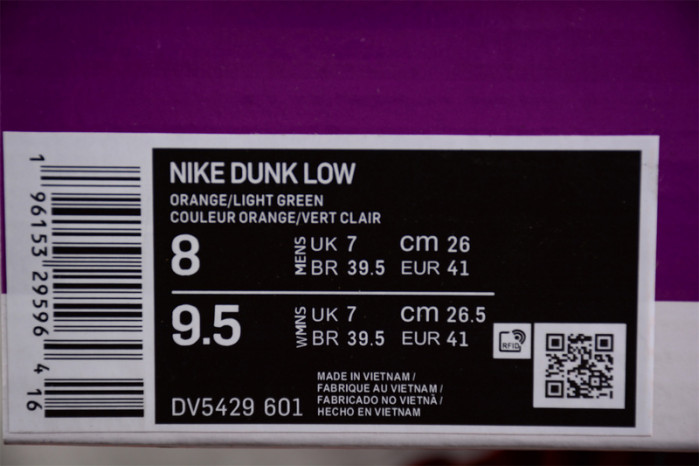 NIKE DUNK LOW
ORANGE/LIGHT GREEN
COULEUR ORANGE/VERT CLAIR
8 MENS UK 7 cm 26
BR 39.5 EUR 41
9.5 WMNS UK 7 cm 26.5
BR 39.5 EUR 41
RFID
MADE IN VIETNAM /
FABRIQUE AU VIETNAM /
FABRICADO NO VIETNÃ /
HECHO EN VIETNAM
DV5429 601
1 96153 29596 4 16